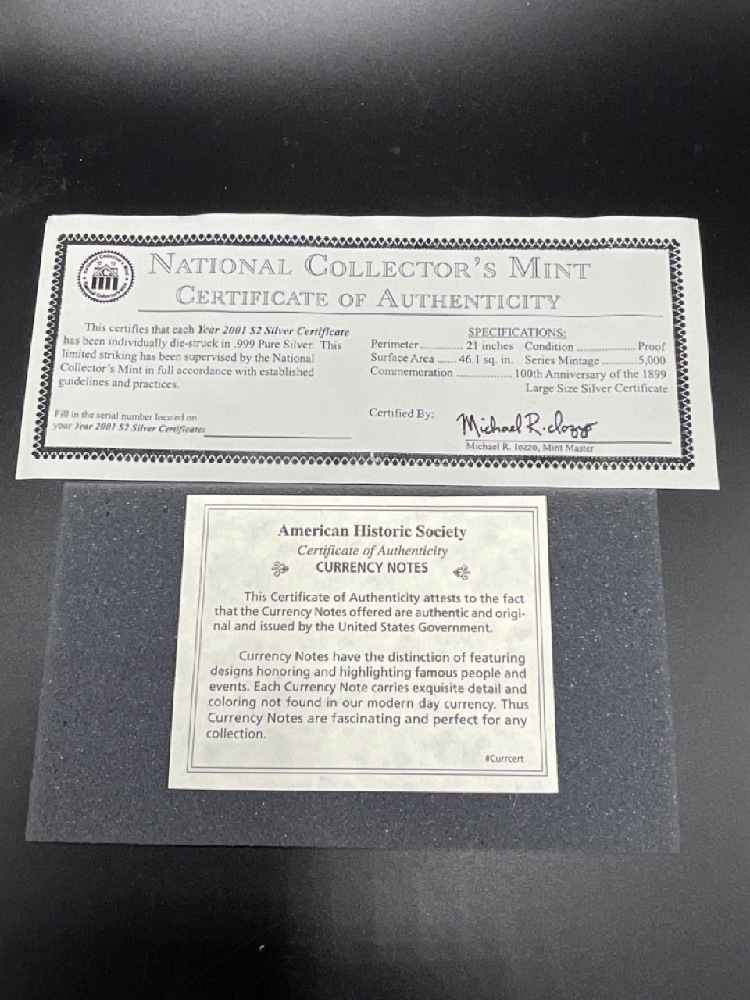 NATIONAL COLLECTOR'S MINT
CERTIFICATE OF AUTHENTICITY
This certifies that each Year 2001 $2 Silver Certificate
has been individually die-struck in .999 Pure Silver. This
limited striking has been supervised by the National
Collector's Mint in full accordance with established
guidelines and practices.
Fill in the serial number located on
your Year 2001 $2 Silver Certificate:
SPECIFICATIONS:
Perimeter............ 21 inches Condition ................ Proof
Surface Area ...... 46.1 sq. in. Series Mintage ......... 5,000
Commemoration ............... 100th Anniversary of the 1899
Large Size Silver Certificate
Certified By:
Michael R. Iozzo
Michael R. Iozzo, Mint Master
American Historic Society
Certificate of Authenticity
CURRENCY NOTES
This Certificate of Authenticity attests to the fact
that the Currency Notes offered are authentic and origi-
nal and issued by the United States Government.
Currency Notes have the distinction of featuring
designs honoring and highlighting famous people and
events. Each Currency Note carries exquisite detail and
coloring not found in our modern day currency. Thus
Currency Notes are fascinating and perfect for any
collection.
#Currcert